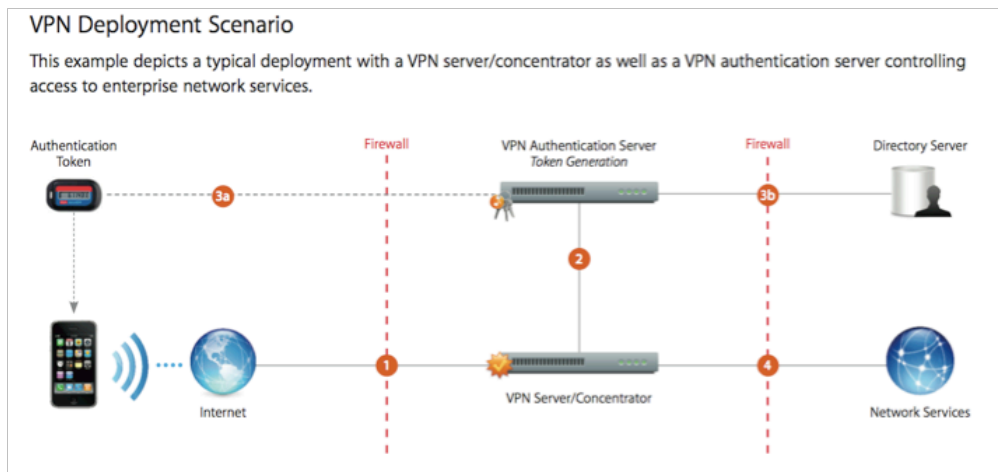 VPN Deployment Scenario
This example depicts a typical deployment with a VPN server/concentrator as well as a VPN authentication server controlling
access to enterprise network services.
Authentication
Token
Firewall
VPN Authentication Server
Token Generation
Firewall
Directory Server
3a
3b
2
1
4
Internet
VPN Server/Concentrator
Network Services